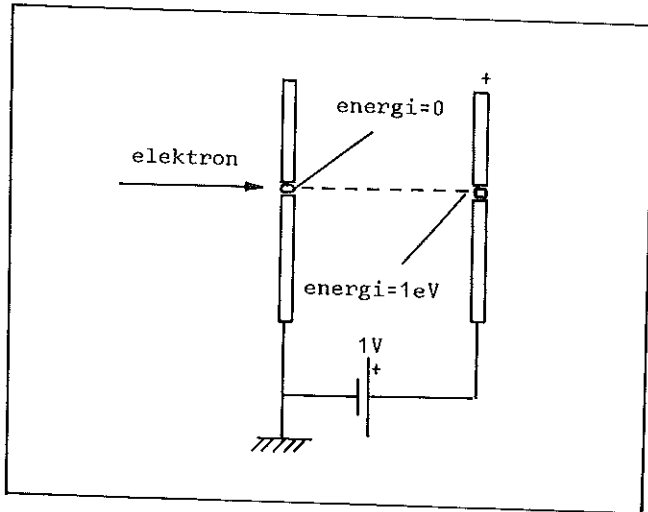 +
energi=0
elektron
energi=1eV
1V
+